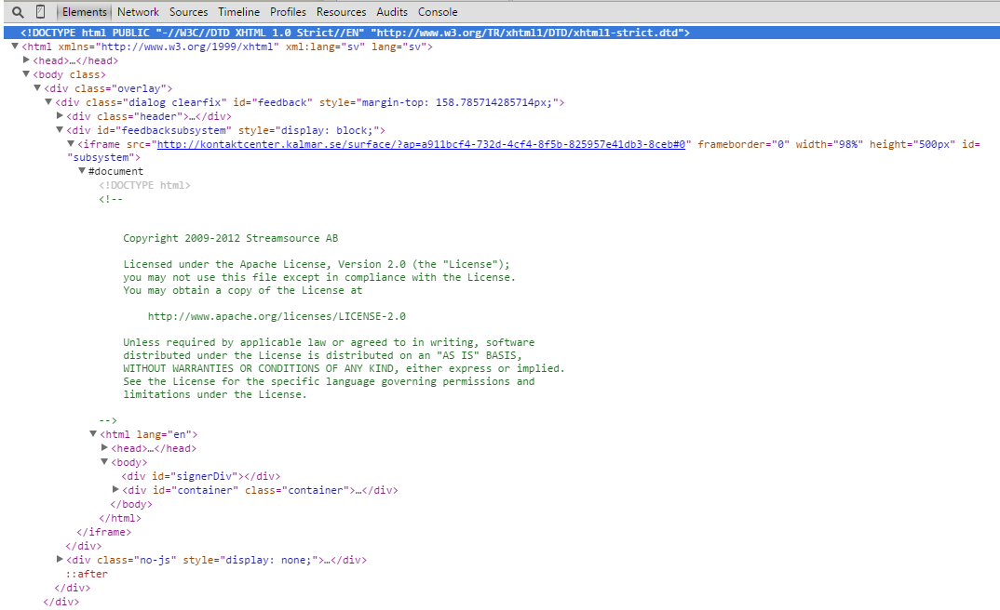 Elements Network Sources Timeline Profiles Resources Audits Console
<!DOCTYPE html PUBLIC "-//W3C//DTD XHTML 1.0 Strict//EN" "http://www.w3.org/TR/xhtml1/DTD/xhtml1-strict.dtd">
<html xmlns="http://www.w3.org/1999/xhtml" xml:lang="sv" lang="sv">
<head>…</head>
<body class>
<div class="overlay">
<div class="dialog clearfix" id="feedback" style="margin-top: 158.785714285714px;">
<div class="header">…</div>
<div id="feedbacksubsystem" style="display: block;">
<iframe src="http://kontaktcenter.kalmar.se/surface/?ap=a911bcf4-732d-4cf4-8f5b-825957e41db3-8ceb#0" frameborder="0" width="98%" height="500px" id=
"subsystem">
#document
<!DOCTYPE html>
<!--
Copyright 2009-2012 Streamsource AB
Licensed under the Apache License, Version 2.0 (the "License");
you may not use this file except in compliance with the License.
You may obtain a copy of the License at
http://www.apache.org/licenses/LICENSE-2.0
Unless required by applicable law or agreed to in writing, software
distributed under the License is distributed on an "AS IS" BASIS,
WITHOUT WARRANTIES OR CONDITIONS OF ANY KIND, either express or implied.
See the License for the specific language governing permissions and
limitations under the License.
-->
<html lang="en">
<head>…</head>
<body>
<div id="signerDiv"></div>
<div id="container" class="container">…</div>
</body>
</html>
</iframe>
</div>
<div class="no-js" style="display: none;">…</div>
::after
</div>
</div>